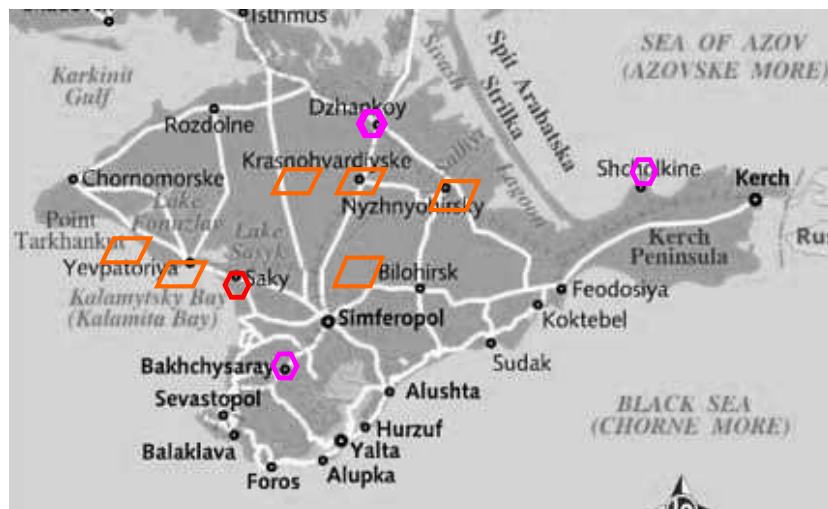 Isthmus
SEA OF AZOV
(AZOVSKE MORE)
Karkinit
Gulf
Sivash
Spit Arabatska
Strilka
Dzhankoy
Rozdolne
Krasnohvardivske
Salhyr
Lagoon
Shcholkine
Chornomorske
Kerch
Nyzhnyohirsky
Point
Tarkhankut
Lake
Donuzlav
Lake
Sasyk
Kerch
Peninsula
Yevpatoriya
Saky
Bilohirsk
Kalamytsky Bay
(Kalamita Bay)
Feodosiya
Simferopol
Koktebel
Bakhchysaray
Sudak
Alushta
Sevastopol
BLACK SEA
(CHORNE MORE)
Hurzuf
Balaklava
Yalta
Foros
Alupka